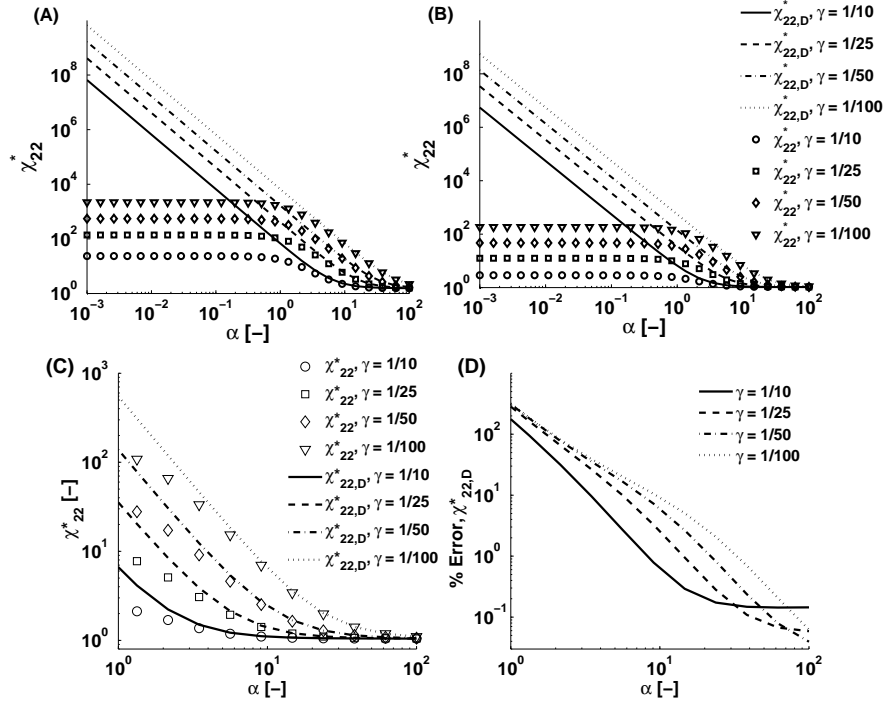 (A)
χ*22
10^8
10^6
10^4
10^2
10^0
10^−3 10^−2 10^−1 10^0 10^1 10^2
α [−]
(B)
χ*22
10^8
10^6
10^4
10^2
10^0
10^−3 10^−2 10^−1 10^0 10^1 10^2
α [−]
χ*22,D, γ = 1/10
χ*22,D, γ = 1/25
χ*22,D, γ = 1/50
χ*22,D, γ = 1/100
χ*22, γ = 1/10
χ*22, γ = 1/25
χ*22, γ = 1/50
χ*22, γ = 1/100
(C)
χ*22 [−]
10^3
10^2
10^1
10^0
10^0 10^1 10^2
α [−]
χ*22, γ = 1/10
χ*22, γ = 1/25
χ*22, γ = 1/50
χ*22, γ = 1/100
χ*22,D, γ = 1/10
χ*22,D, γ = 1/25
χ*22,D, γ = 1/50
χ*22,D, γ = 1/100
(D)
% Error, χ*22,D
10^2
10^1
10^0
10^−1
10^0 10^1 10^2
α [−]
γ = 1/10
γ = 1/25
γ = 1/50
γ = 1/100